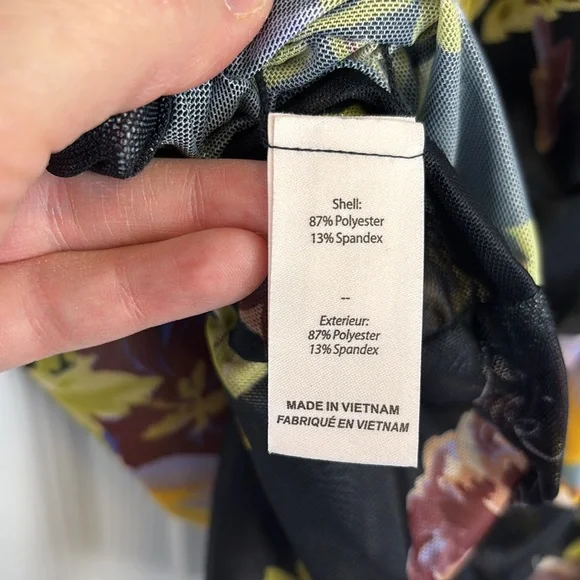 Shell:
87% Polyester
13% Spandex
--
Exterieur:
87% Polyester
13% Spandex
MADE IN VIETNAM
FABRIQUÉ EN VIETNAM